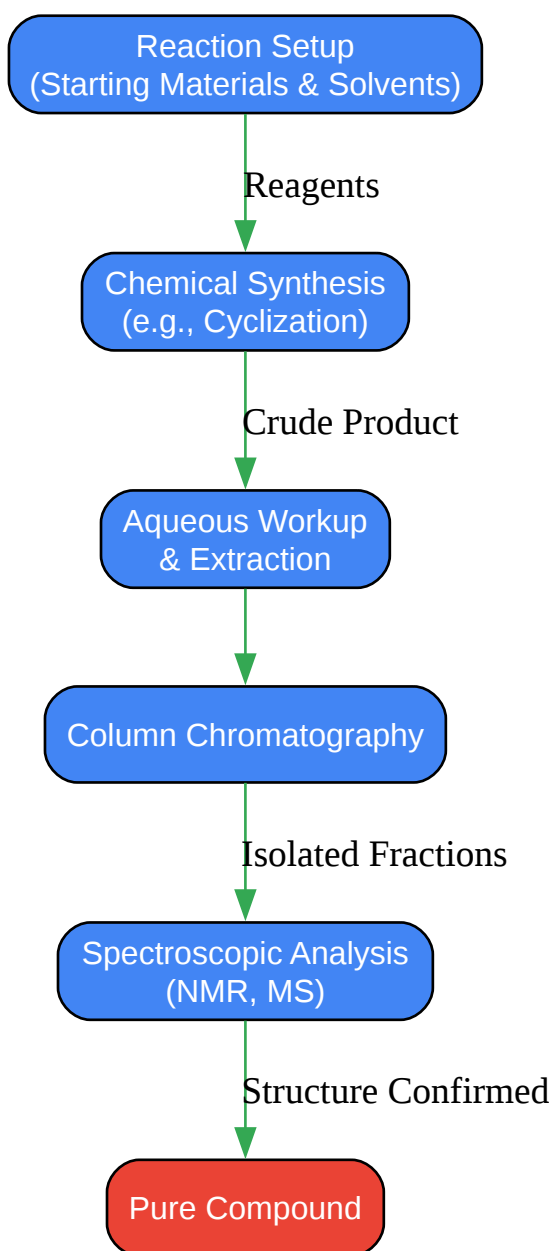 Reaction Setup
(Starting Materials & Solvents)
Reagents
Chemical Synthesis
(e.g., Cyclization)
Crude Product
Aqueous Workup
& Extraction
Column Chromatography
Isolated Fractions
Spectroscopic Analysis
(NMR, MS)
Structure Confirmed
Pure Compound